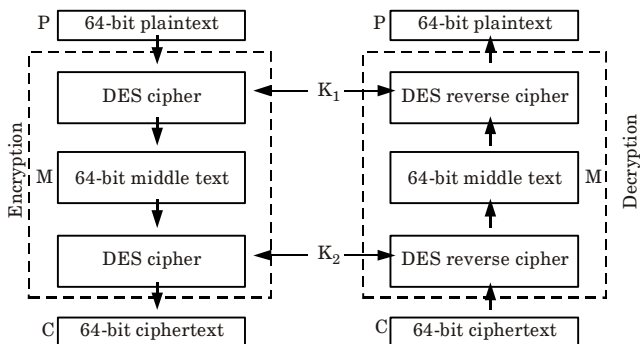 P 64-bit plaintext
DES cipher
M 64-bit middle text
DES cipher
C 64-bit ciphertext
Encryption
K1
K2
P 64-bit plaintext
DES reverse cipher
64-bit middle text M
DES reverse cipher
C 64-bit ciphertext
Decryption